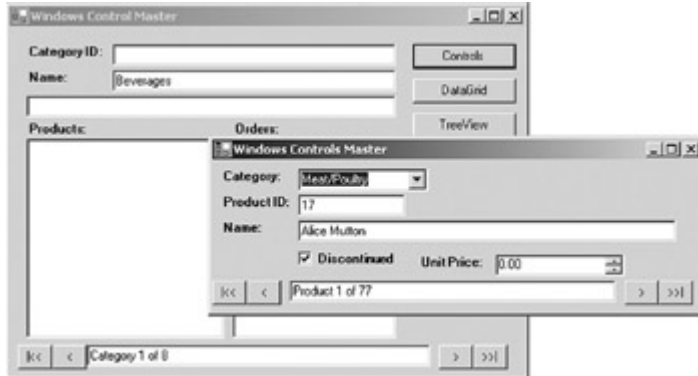 Windows Control Master
Category ID:
Name: Beverages
Controls
DataGrid
TreeView
Products:
Orders:
|<<
<
Category 1 of 8
>
>>|
Windows Controls Master
Category: Meat/Poultry
Product ID: 17
Name: Alice Mutton
Discontinued
Unit Price: 0.00
|<<
<
Product 1 of 77
>
>>|